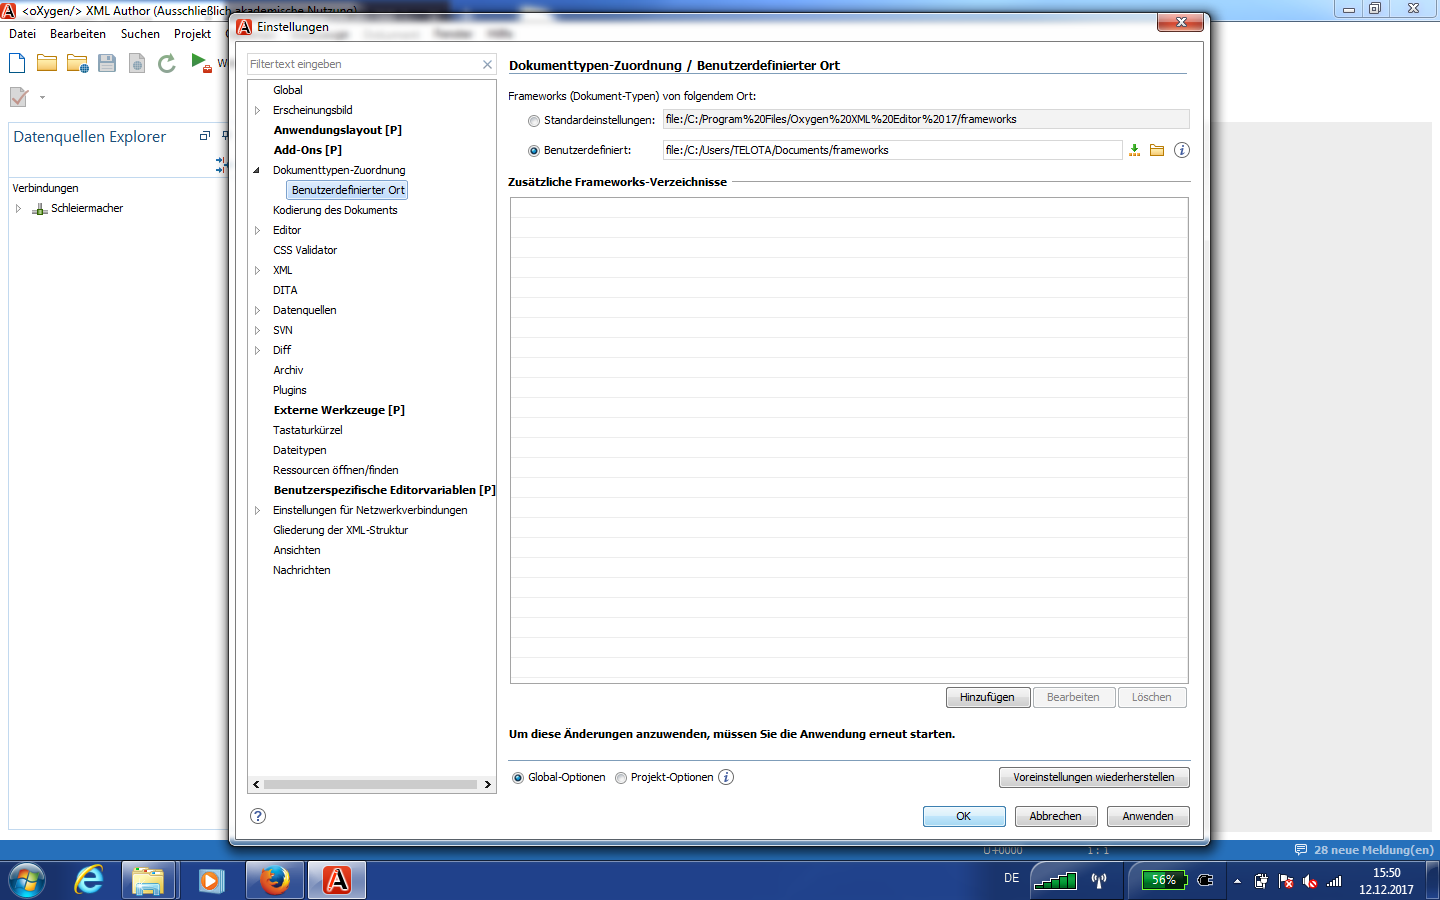 <oXygen/> XML Author (Ausschließlich akademische Nutzung)
Datei Bearbeiten Suchen Projekt
Datenquellen Explorer
Verbindungen
Schleiermacher
Einstellungen
Filtertext eingeben
Global
Erscheinungsbild
Anwendungslayout [P]
Add-Ons [P]
Dokumenttypen-Zuordnung
Benutzerdefinierter Ort
Kodierung des Dokuments
Editor
CSS Validator
XML
DITA
Datenquellen
SVN
Diff
Archiv
Plugins
Externe Werkzeuge [P]
Tastaturkürzel
Dateitypen
Ressourcen öffnen/finden
Benutzerspezifische Editorvariablen [P]
Einstellungen für Netzwerkverbindungen
Gliederung der XML-Struktur
Ansichten
Nachrichten
Dokumenttypen-Zuordnung / Benutzerdefinierter Ort
Frameworks (Dokument-Typen) von folgendem Ort:
Standardeinstellungen: file:/C:/Program%20Files/Oxygen%20XML%20Editor%2017/frameworks
Benutzerdefiniert: file:/C:/Users/TELOTA/Documents/frameworks
Zusätzliche Frameworks-Verzeichnisse
Hinzufügen Bearbeiten Löschen
Um diese Änderungen anzuwenden, müssen Sie die Anwendung erneut starten.
Global-Optionen Projekt-Optionen Voreinstellungen wiederherstellen
OK Abbrechen Anwenden
U+0000 1 : 1 28 neue Meldung(en)
DE 56% 15:50
12.12.2017